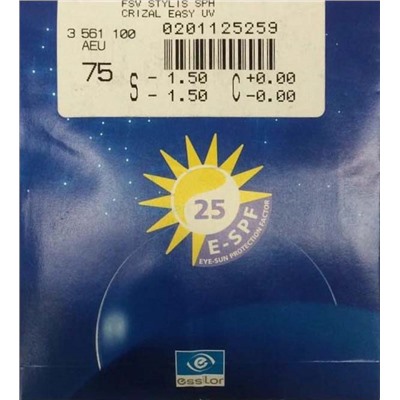 FSV STYLIS SPH
CRIZAL EASY UV
3 561 100
0201125259
AEU
75
S -1.50 C +0.00
-1.50 -0.00
25
E-SPF
EYE-SUN PROTECTION FACTOR
essilor